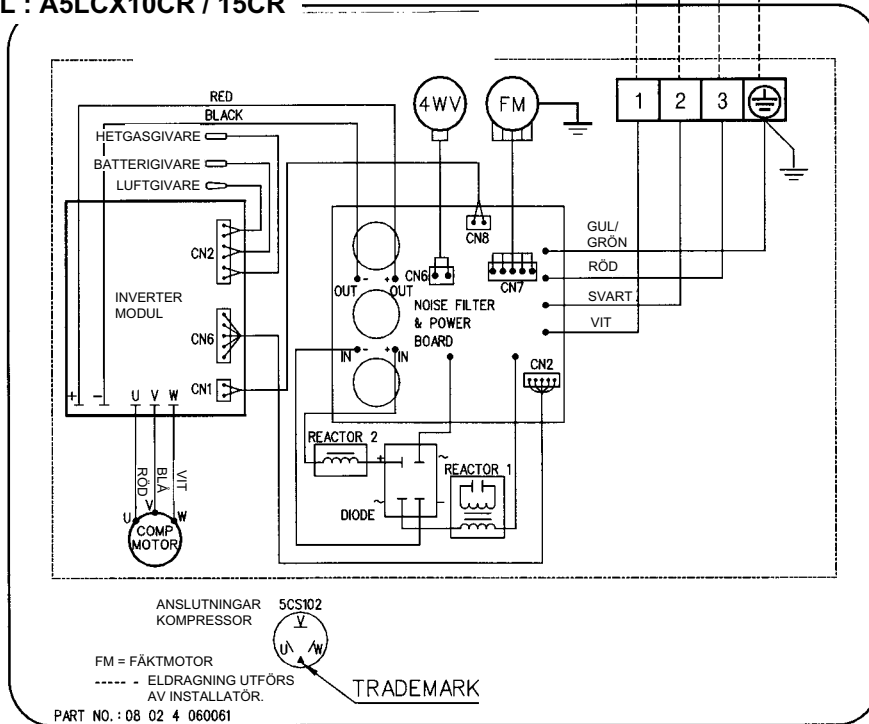 L : A5LCX10CR / 15CR
RED
BLACK
4WV
FM
1 2 3
HETGASGIVARE
BATTERIGIVARE
LUFTGIVARE
CN8
CN2
GUL/
GRÖN
RÖD
SVART
VIT
CN6
CN7
OUT - + OUT
INVERTER
MODUL
NOISE FILTER
& POWER
BOARD
CN6
IN - + IN
CN2
CN1
+ - U V W
REACTOR 2
+ ~
REACTOR 1
~ -
DIODE
RÖD
BLÅ
VIT
U V W
COMP
MOTOR
ANSLUTNINGAR
KOMPRESSOR
5CS102
V
U W
FM = FÄKTMOTOR
----- - ELDRAGNING UTFÖRS
AV INSTALLATÖR.
TRADEMARK
PART NO. : 08 02 4 060061